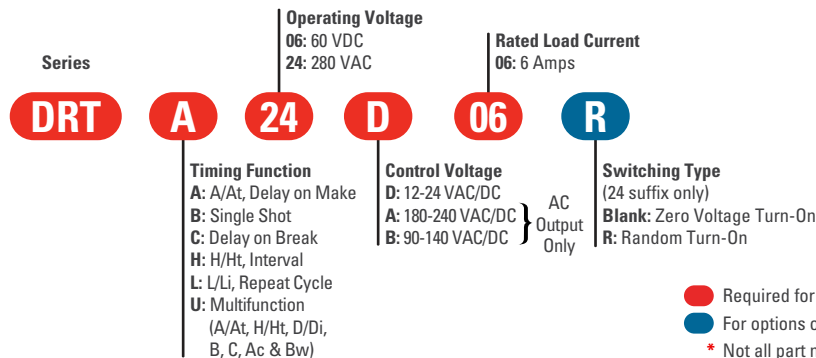 Operating Voltage
06: 60 VDC
24: 280 VAC
Rated Load Current
06: 6 Amps
Series
DRT A 24 D 06 R
Timing Function
A: A/At, Delay on Make
B: Single Shot
C: Delay on Break
H: H/Ht, Interval
L: L/Li, Repeat Cycle
U: Multifunction
(A/At, H/Ht, D/Di,
B, C, Ac & Bw)
Control Voltage
D: 12-24 VAC/DC
A: 180-240 VAC/DC
B: 90-140 VAC/DC
AC
Output
Only
Switching Type
(24 suffix only)
Blank: Zero Voltage Turn-On
R: Random Turn-On
Required for
For options
* Not all part